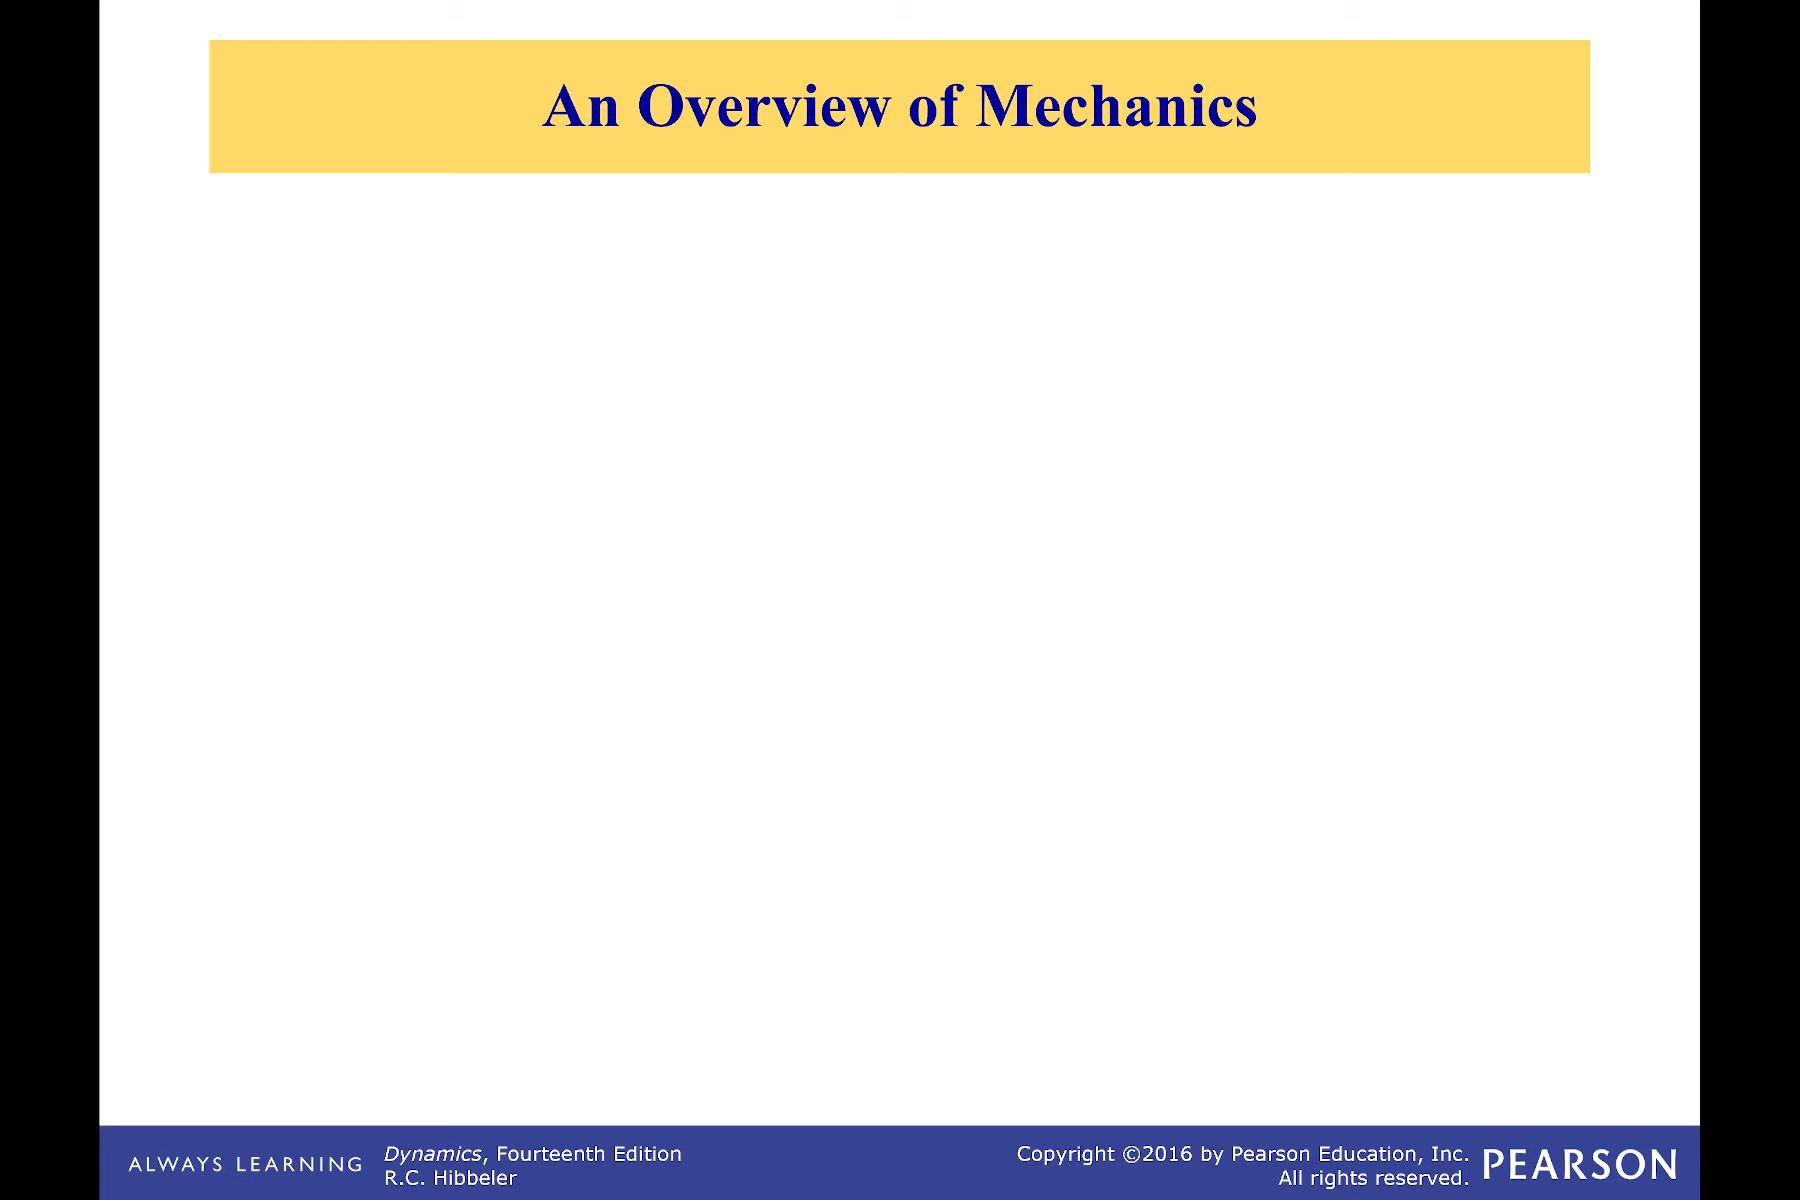 An Overview of Mechanics
ALWAYS LEARNING
Dynamics, Fourteenth Edition
R.C. Hibbeler
Copyright ©2016 by Pearson Education, Inc.
All rights reserved.
PEARSON